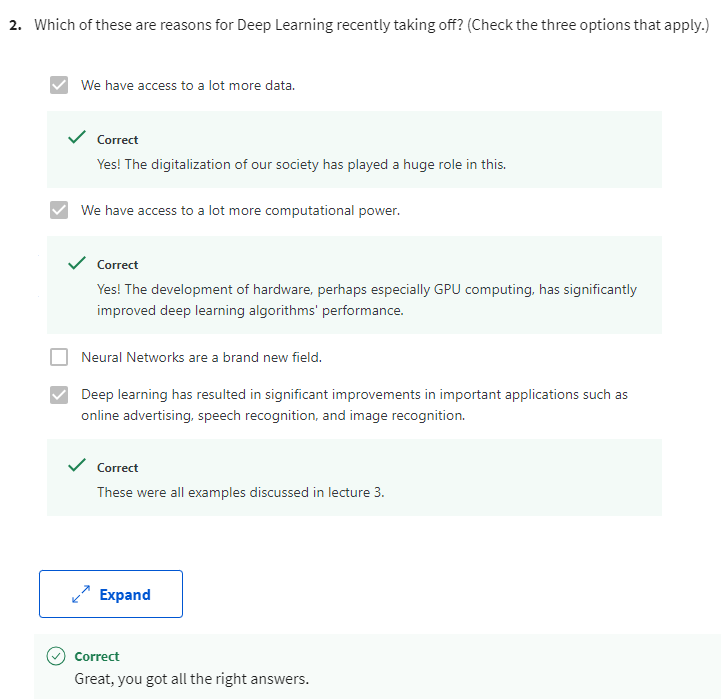 2. Which of these are reasons for Deep Learning recently taking off? (Check the three options that apply.)
We have access to a lot more data.
Correct
Yes! The digitalization of our society has played a huge role in this.
We have access to a lot more computational power.
Correct
Yes! The development of hardware, perhaps especially GPU computing, has significantly
improved deep learning algorithms' performance.
Neural Networks are a brand new field.
Deep learning has resulted in significant improvements in important applications such as
online advertising, speech recognition, and image recognition.
Correct
These were all examples discussed in lecture 3.
Expand
Correct
Great, you got all the right answers.